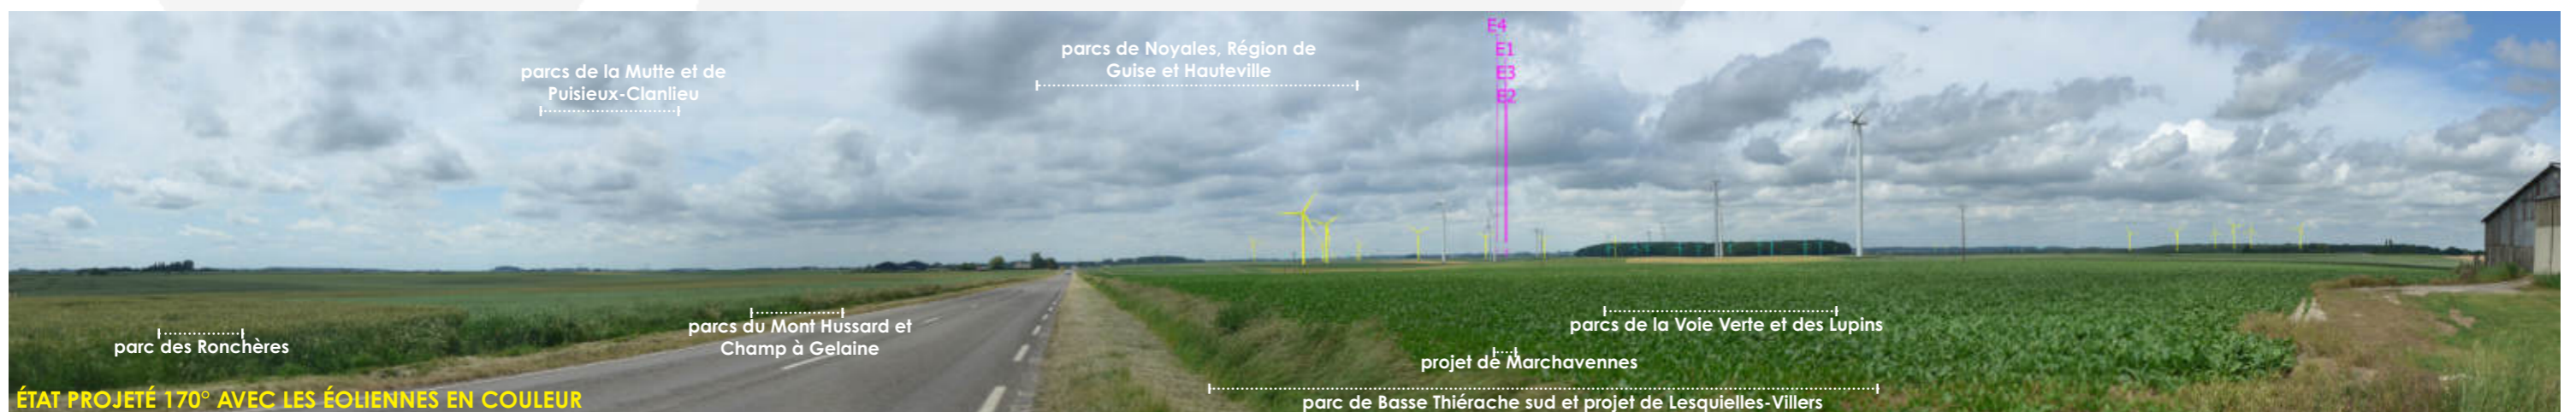 parcs de Noyales, Région de
Guise et Hauteville
parcs de la Mutte et de
Puisieux-Clanlieu
E4
E1
E3
E2
parc des Ronchères
parcs du Mont Hussard et
Champ à Gelaine
parcs de la Voie Verte et des Lupins
projet de Marchavennes
parc de Basse Thiérache sud et projet de Lesquielles-Villers
ÉTAT PROJETÉ 170° AVEC LES ÉOLIENNES EN COULEUR